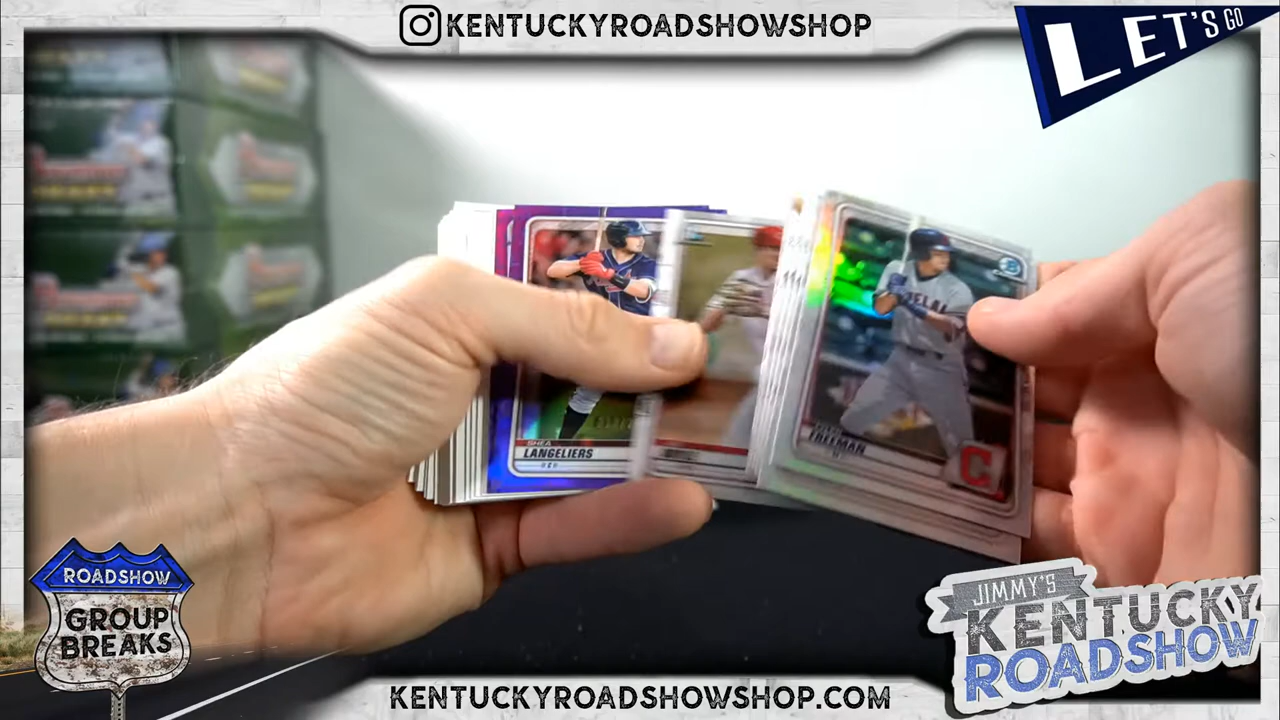 KENTUCKYROADSHOWSHOP
LET'S GO
SHEA
LANGELIERS
FREEMAN
C
ROADSHOW
GROUP
BREAKS
JIMMY'S
KENTUCKY
ROADSHOW
KENTUCKYROADSHOWSHOP.COM